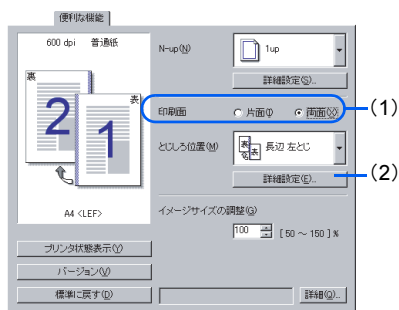 便利な機能
600 dpi 普通紙
裏
表
2
1
A4 <LEF>
プリンタ状態表示(Y)
バージョン(V)
標準に戻す(D)
N-up(N)
1up
詳細設定(S)...
印刷面
片面(I)
両面(X)
(1)
とじしろ位置(M)
裏
表
長辺 左とじ
詳細設定(E)...
(2)
イメージサイズの調整(G)
100
[ 50 ~ 150 ] %
詳細(Q)...